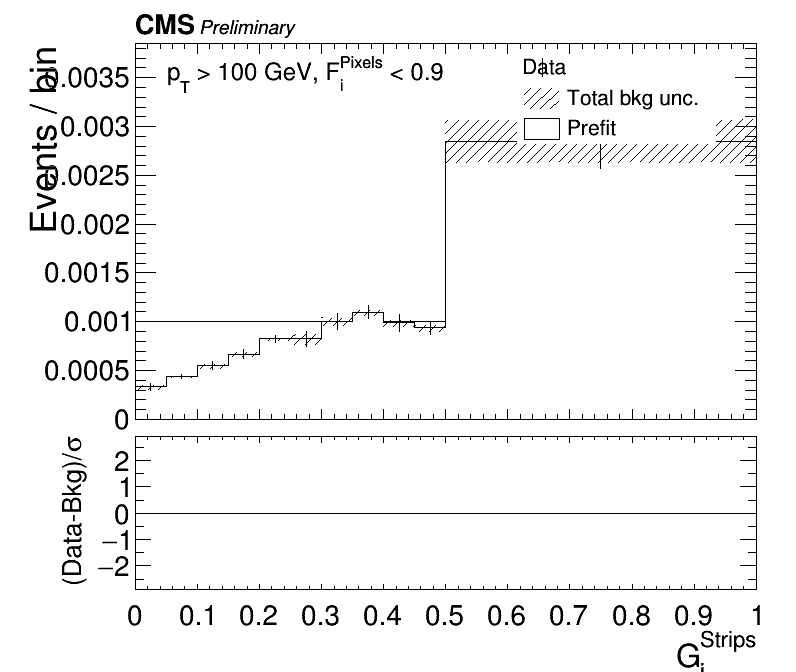 CMS Preliminary
p_T > 100 GeV, F_i^Pixels < 0.9
Data
Total bkg unc.
Prefit
Events / bin
0.0035
0.003
0.0025
0.002
0.0015
0.001
0.0005
0
(Data-Bkg)/σ
2
1
0
−1
−2
0 0.1 0.2 0.3 0.4 0.5 0.6 0.7 0.8 0.9 1
G_i^Strips